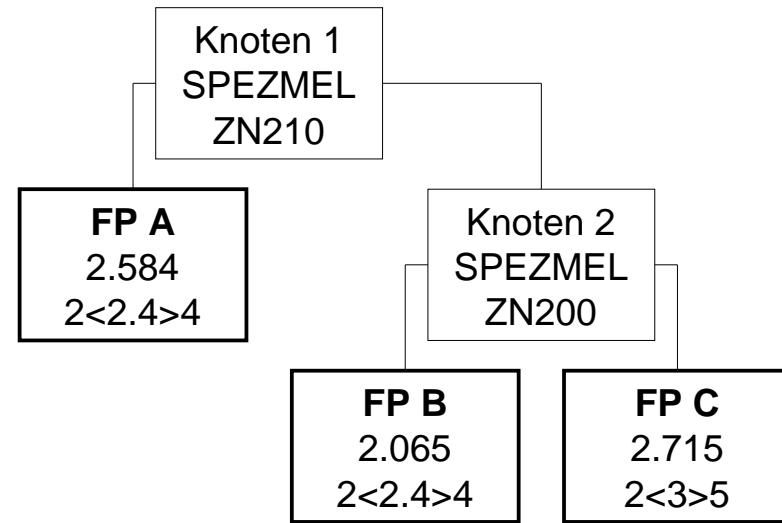 Knoten 1
SPEZMEL
ZN210
FP A
2.584
2<2.4>4
Knoten 2
SPEZMEL
ZN200
FP B
2.065
2<2.4>4
FP C
2.715
2<3>5